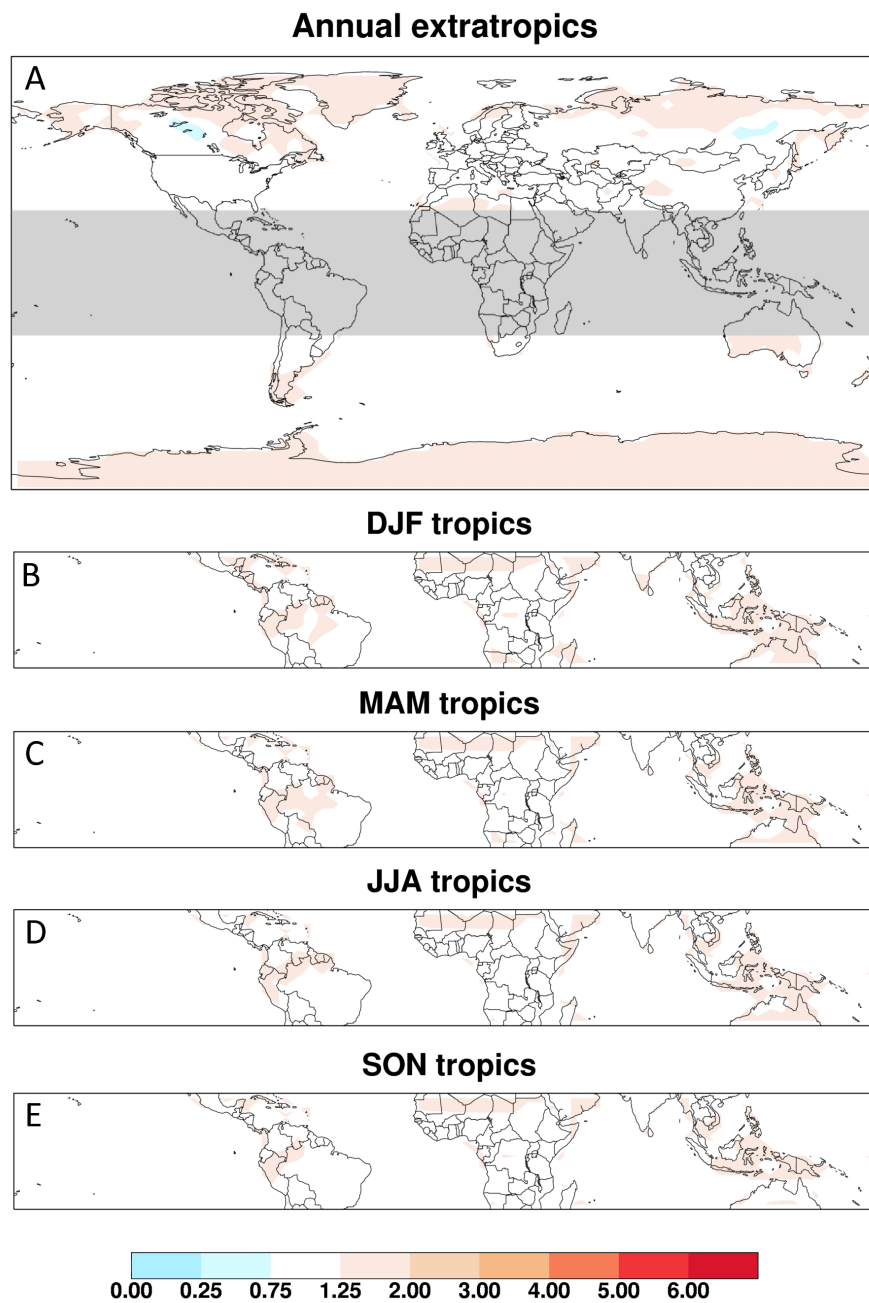 Annual extratropics
A
DJF tropics
B
MAM tropics
C
JJA tropics
D
SON tropics
E
0.00 0.25 0.75 1.25 2.00 3.00 4.00 5.00 6.00